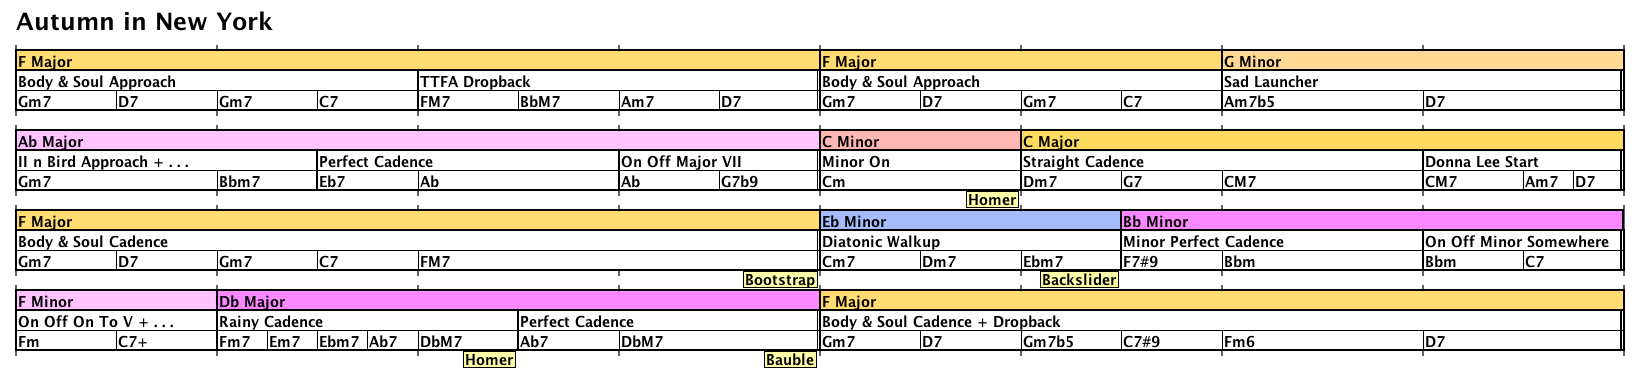 Autumn in New York
F Major F Major G Minor
Body & Soul Approach TTFA Dropback Body & Soul Approach Sad Launcher
Gm7 D7 Gm7 C7 FM7 BbM7 Am7 D7 Gm7 D7 Gm7 C7 Am7b5 D7
Ab Major C Minor C Major
II n Bird Approach + . . . Perfect Cadence On Off Major VII Minor On Straight Cadence Donna Lee Start
Gm7 Bbm7 Eb7 Ab Ab G7b9 Cm Dm7 G7 CM7 CM7 Am7 D7
Homer
F Major Eb Minor Bb Minor
Body & Soul Cadence Diatonic Walkup Minor Perfect Cadence On Off Minor Somewhere
Gm7 D7 Gm7 C7 FM7 Cm7 Dm7 Ebm7 F7#9 Bbm Bbm C7
Bootstrap Backslider
F Minor Db Major F Major
On Off On To V + . . . Rainy Cadence Perfect Cadence Body & Soul Cadence + Dropback
Fm C7+ Fm7 Em7 Ebm7 Ab7 DbM7 Ab7 DbM7 Gm7 D7 Gm7b5 C7#9 Fm6 D7
Homer Bauble